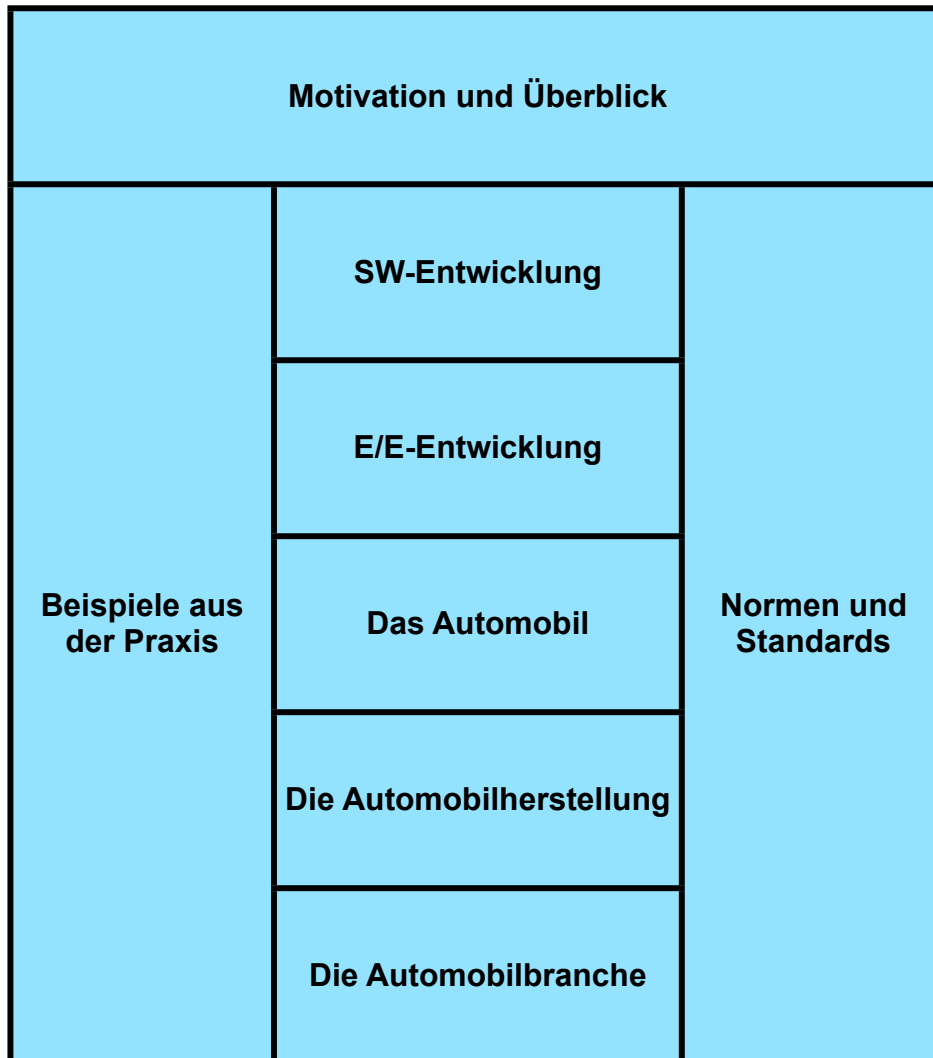 Motivation und Überblick
SW-Entwicklung
E/E-Entwicklung
Beispiele aus
der Praxis
Das Automobil
Normen und
Standards
Die Automobilherstellung
Die Automobilbranche